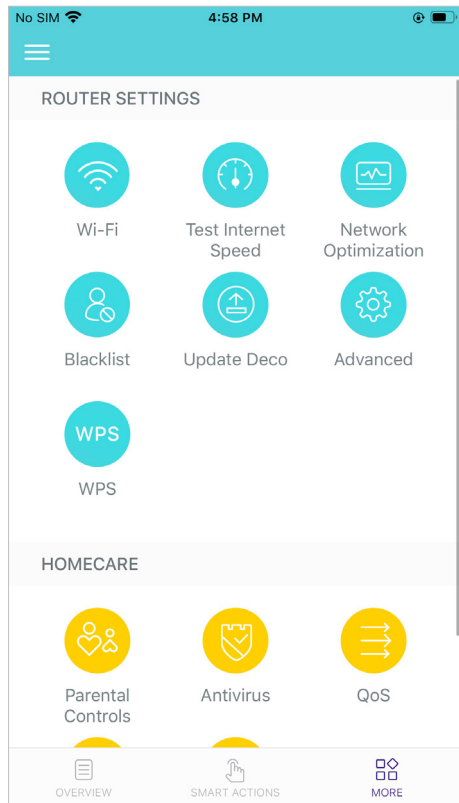 No SIM 4:58 PM
ROUTER SETTINGS
Wi-Fi Test Internet Network
Speed Optimization
Blacklist Update Deco Advanced
WPS
WPS
HOMECARE
Parental Antivirus QoS
Controls
OVERVIEW SMART ACTIONS MORE